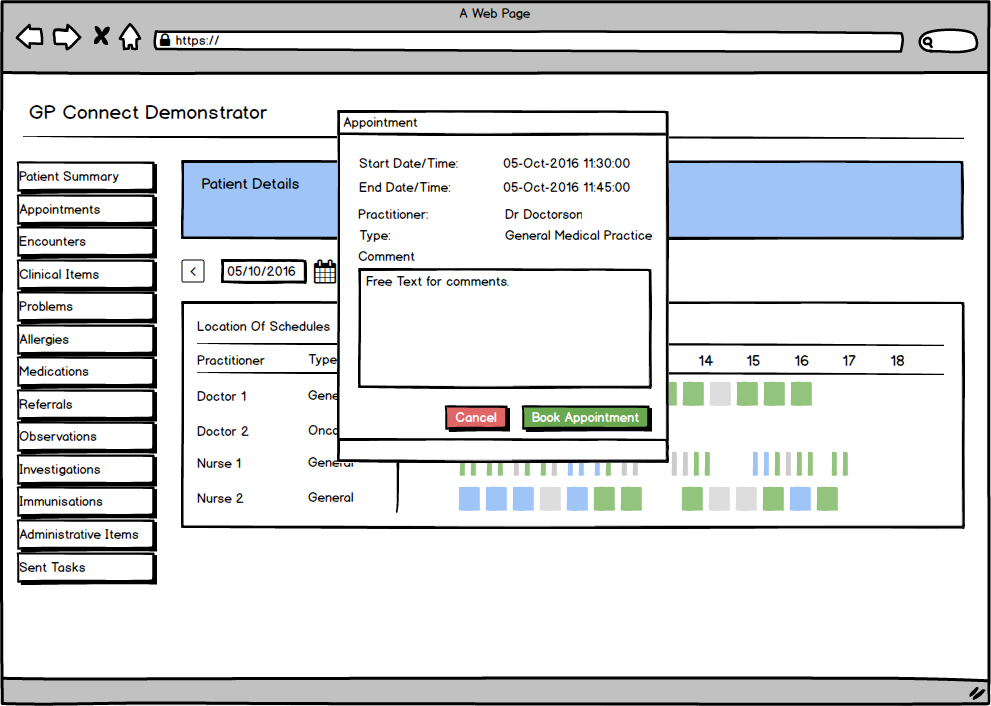 A Web Page
https://
GP Connect Demonstrator
Patient Summary
Appointments
Encounters
Clinical Items
Problems
Allergies
Medications
Referrals
Observations
Investigations
Immunisations
Administrative Items
Sent Tasks
Patient Details
<
05/10/2016
Location Of Schedules
Practitioner Type 14 15 16 17 18
Doctor 1 Gene
Doctor 2 Onco
Nurse 1 General
Nurse 2 General
Appointment
Start Date/Time: 05-Oct-2016 11:30:00
End Date/Time: 05-Oct-2016 11:45:00
Practitioner: Dr Doctorson
Type: General Medical Practice
Comment
Free Text for comments.
Cancel Book Appointment